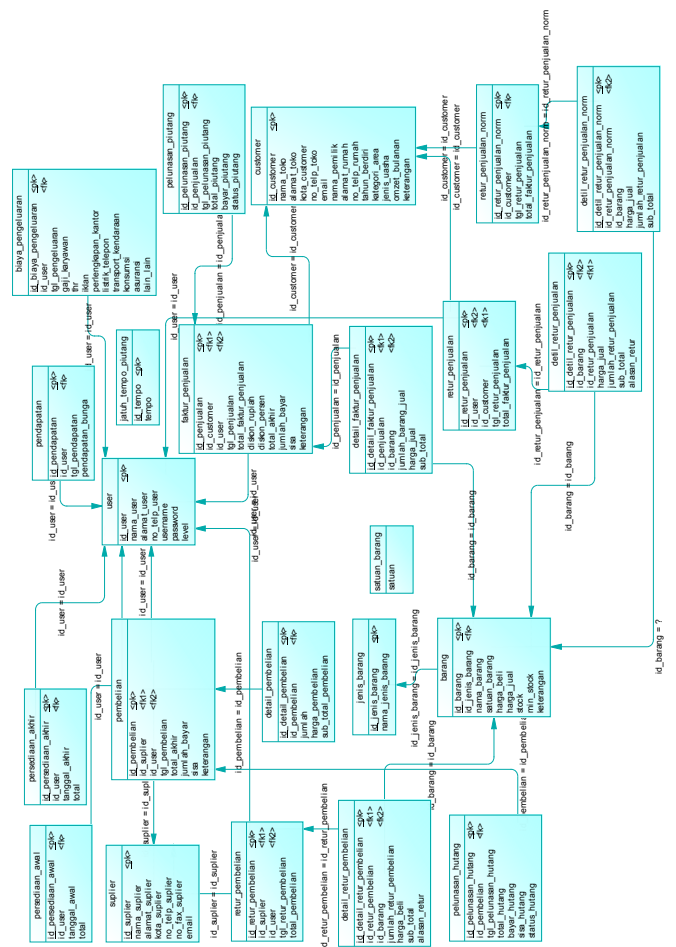 biaya_pengeluaran
id_biaya_pengeluaran <pk>
id_user <fk>
tgl_pengeluaran
gaji_karyawan
thr
iklan
perlengkapan_kantor
listrik_telepon
transport_kendaraan
konsumsi
asuransi
lain_lain
pelunasan_piutang
id_pelunasan_piutang <pk>
id_penjualan <fk>
tgl_pelunasan_piutang
total_piutang
bayar_piutang
status_piutang
customer
id_customer <pk>
nama_toko
alamat_toko
kota_customer
no_telp_toko
email
nama_pemilik
alamat_rumah
no_telp_rumah
tahun_berdiri
kategori_area
jenis_usaha
omzet_bulanan
keterangan
retur_penjualan_norm
id_retur_penjualan_norm <pk>
id_customer <fk>
tgl_retur_penjualan
total_faktur_penjualan
detil_retur_penjualan_norm
id_detil_retur_penjualan_norm <pk>
id_retur_penjualan_norm <fk2>
id_barang
harga_jual
jumlah_retur_penjualan
sub_total
pendapatan
id_pendapatan <pk>
id_user <fk>
tgl_pendapatan
pendapatan_bunga
jatuh_tempo_piutang
id_tempo <pk>
tempo
faktur_penjualan
id_penjualan <pk>
id_customer <fk1>
id_user <fk2>
tgl_penjualan
total_faktur_penjualan
diskon_rupiah
diskon_persen
total_akhir
jumlah_bayar
sisa
keterangan
detail_faktur_penjualan
id_detail_faktur_penjualan <pk>
id_penjualan <fk1>
id_barang <fk2>
jumlah_barang_jual
harga_jual
sub_total
retur_penjualan
id_retur_penjualan <pk>
id_user <fk2>
id_customer <fk1>
tgl_retur_penjualan
total_faktur_penjualan
detil_retur_penjualan
id_detil_retur_penjualan <pk>
id_barang <fk2>
id_retur_penjualan <fk1>
harga_jual
jumlah_retur_penjualan
sub_total
alasan_retur
user
id_user <pk>
nama_user
alamat_user
no_telp_user
username
password
level
satuan_barang
satuan
persediaan_akhir
id_persediaan_akhir <pk>
id_user <fk>
tanggal_akhir
total
pembelian
id_pembelian <pk>
id_suplier <fk1>
id_user <fk2>
tgl_pembelian
total_akhir
jumlah_bayar
sisa
keterangan
detail_pembelian
id_detail_pembelian <pk>
id_pembelian <fk>
jumlah
harga_pembelian
sub_total_pembelian
jenis_barang
id_jenis_barang <pk>
nama_jenis_barang
barang
id_barang <pk>
id_jenis_barang <fk>
nama_barang
satuan_barang
harga_beli
harga_jual
stock
min_stock
keterangan
persediaan_awal
id_persediaan_awal <pk>
id_user <fk>
tanggal_awal
total
suplier
id_suplier <pk>
nama_suplier
alamat_suplier
kota_suplier
no_telp_suplier
no_fax_suplier
email
retur_pembelian
id_retur_pembelian <pk>
id_suplier <fk1>
id_user <fk2>
tgl_retur_pembelian
total_pembelian
detail_retur_pembelian
id_detail_retur_pembelian <pk>
id_retur_pembelian <fk1>
id_barang <fk2>
jumlah_retur_pembelian
harga_beli
sub_total
alasan_retur
pelunasan_hutang
id_pelunasan_hutang <pk>
id_pembelian <fk>
tgl_pelunasan_hutang
total_hutang
bayar_hutang
sisa_hutang
status_hutang
id_user = id_user
id_penjualan = id_penjuala
id_customer = id_customer
id_customer = id_customer
id_customer = id_customer
id_retur_penjualan_norm = id_retur_penjualan_norm
id_penjualan = id_penjualan
id_retur_penjualan = id_retur_penjualan
id_barang = id_barang
id_barang = id_barang
id_barang = ?
id_user = id_us
id_user = id_user
id_user = id_user
id_user = id_user
id_user = id_user
id_pembelian = id_pembelian
id_jenis_barang = id_jenis_barang
id_suplier = id_suplier
id_retur_pembelian = id_retur_pembelian